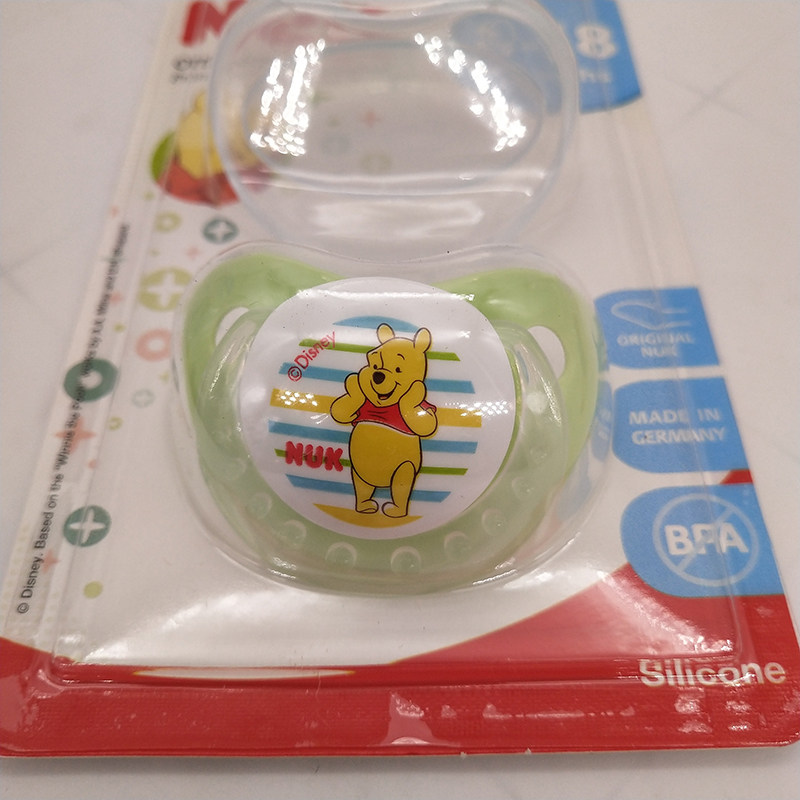 8
©Disney
NUK
ORIGINAL
NUK
MADE IN
GERMANY
BPA
Silicone
© Disney. Based on the "Winnie the Pooh"